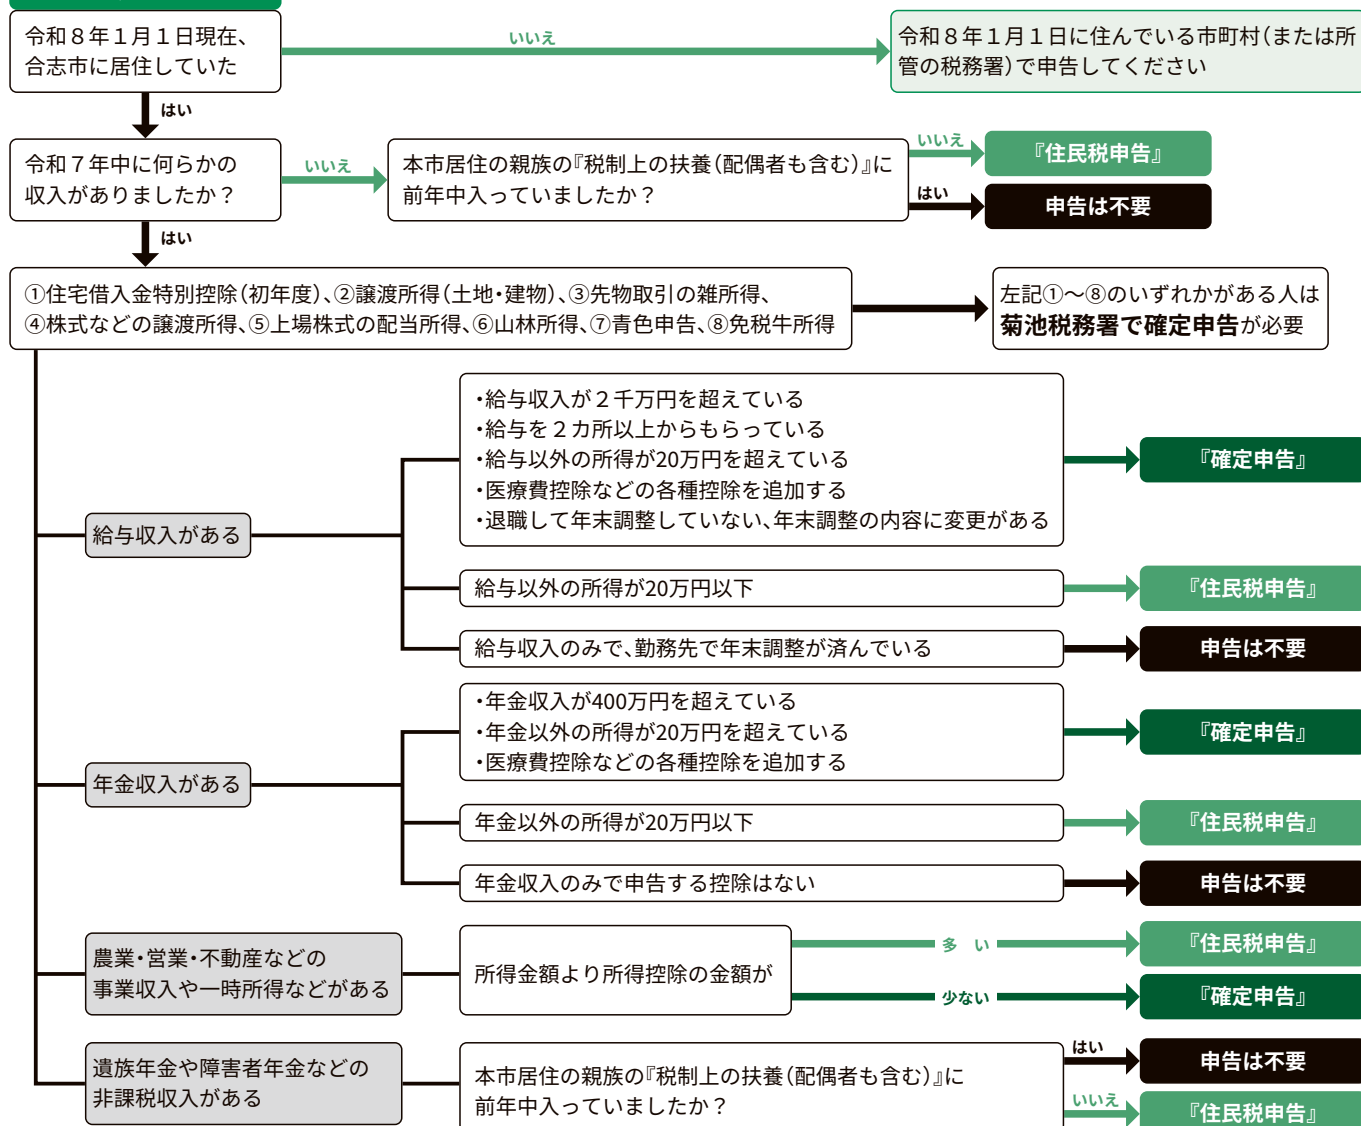 令和８年１月１日現在、
合志市に居住していた
いいえ
令和８年１月１日に住んでいる市町村（または所
管の税務署）で申告してください
はい
令和７年中に何らかの
収入がありましたか？
いいえ
本市居住の親族の『税制上の扶養（配偶者も含む）』に
前年中入っていましたか？
いいえ
『住民税申告』
はい
申告は不要
はい
①住宅借入金特別控除（初年度）、②譲渡所得（土地・建物）、③先物取引の雑所得、
④株式などの譲渡所得、⑤上場株式の配当所得、⑥山林所得、⑦青色申告、⑧免税牛所得
左記①～⑧のいずれかがある人は
菊池税務署で確定申告が必要
給与収入がある
・給与収入が２千万円を超えている
・給与を２カ所以上からもらっている
・給与以外の所得が20万円を超えている
・医療費控除などの各種控除を追加する
・退職して年末調整していない、年末調整の内容に変更がある
『確定申告』
給与以外の所得が20万円以下
『住民税申告』
給与収入のみで、勤務先で年末調整が済んでいる
申告は不要
年金収入がある
・年金収入が400万円を超えている
・年金以外の所得が20万円を超えている
・医療費控除などの各種控除を追加する
『確定申告』
年金以外の所得が20万円以下
『住民税申告』
年金収入のみで申告する控除はない
申告は不要
農業・営業・不動産などの
事業収入や一時所得などがある
所得金額より所得控除の金額が
多　い
『住民税申告』
少ない
『確定申告』
遺族年金や障害者年金などの
非課税収入がある
本市居住の親族の『税制上の扶養（配偶者も含む）』に
前年中入っていましたか？
はい
申告は不要
いいえ
『住民税申告』